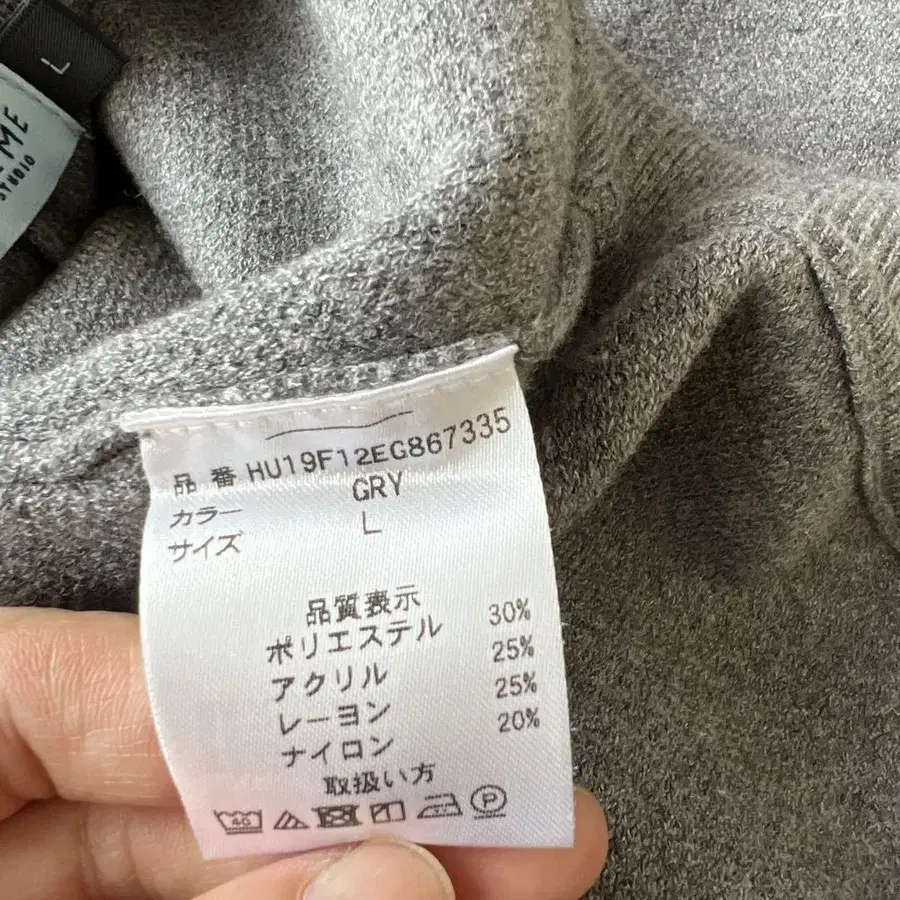 L
ME
STUDIO
品番 HU19F12EG867335
カラー GRY
サイズ L
品質表示
ポリエステル 30%
アクリル 25%
レーヨン 25%
ナイロン 20%
取扱い方
40
P